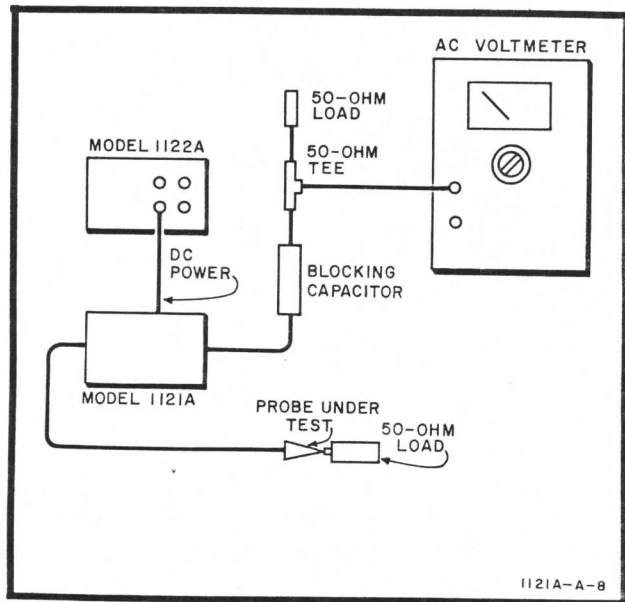 AC VOLTMETER
50-OHM
LOAD
MODEL 1122A
50-OHM
TEE
DC
POWER
BLOCKING
CAPACITOR
MODEL 1121A
PROBE UNDER
TEST
50-OHM
LOAD
1121A-A-8